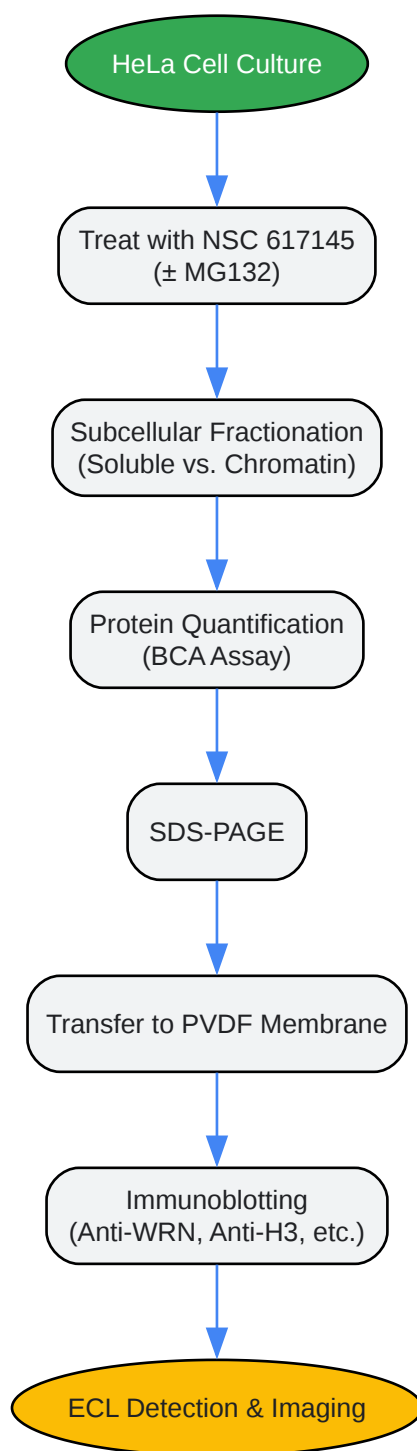 HeLa Cell Culture
Treat with NSC 617145
(± MG132)
Subcellular Fractionation
(Soluble vs. Chromatin)
Protein Quantification
(BCA Assay)
SDS-PAGE
Transfer to PVDF Membrane
Immunoblotting
(Anti-WRN, Anti-H3, etc.)
ECL Detection & Imaging